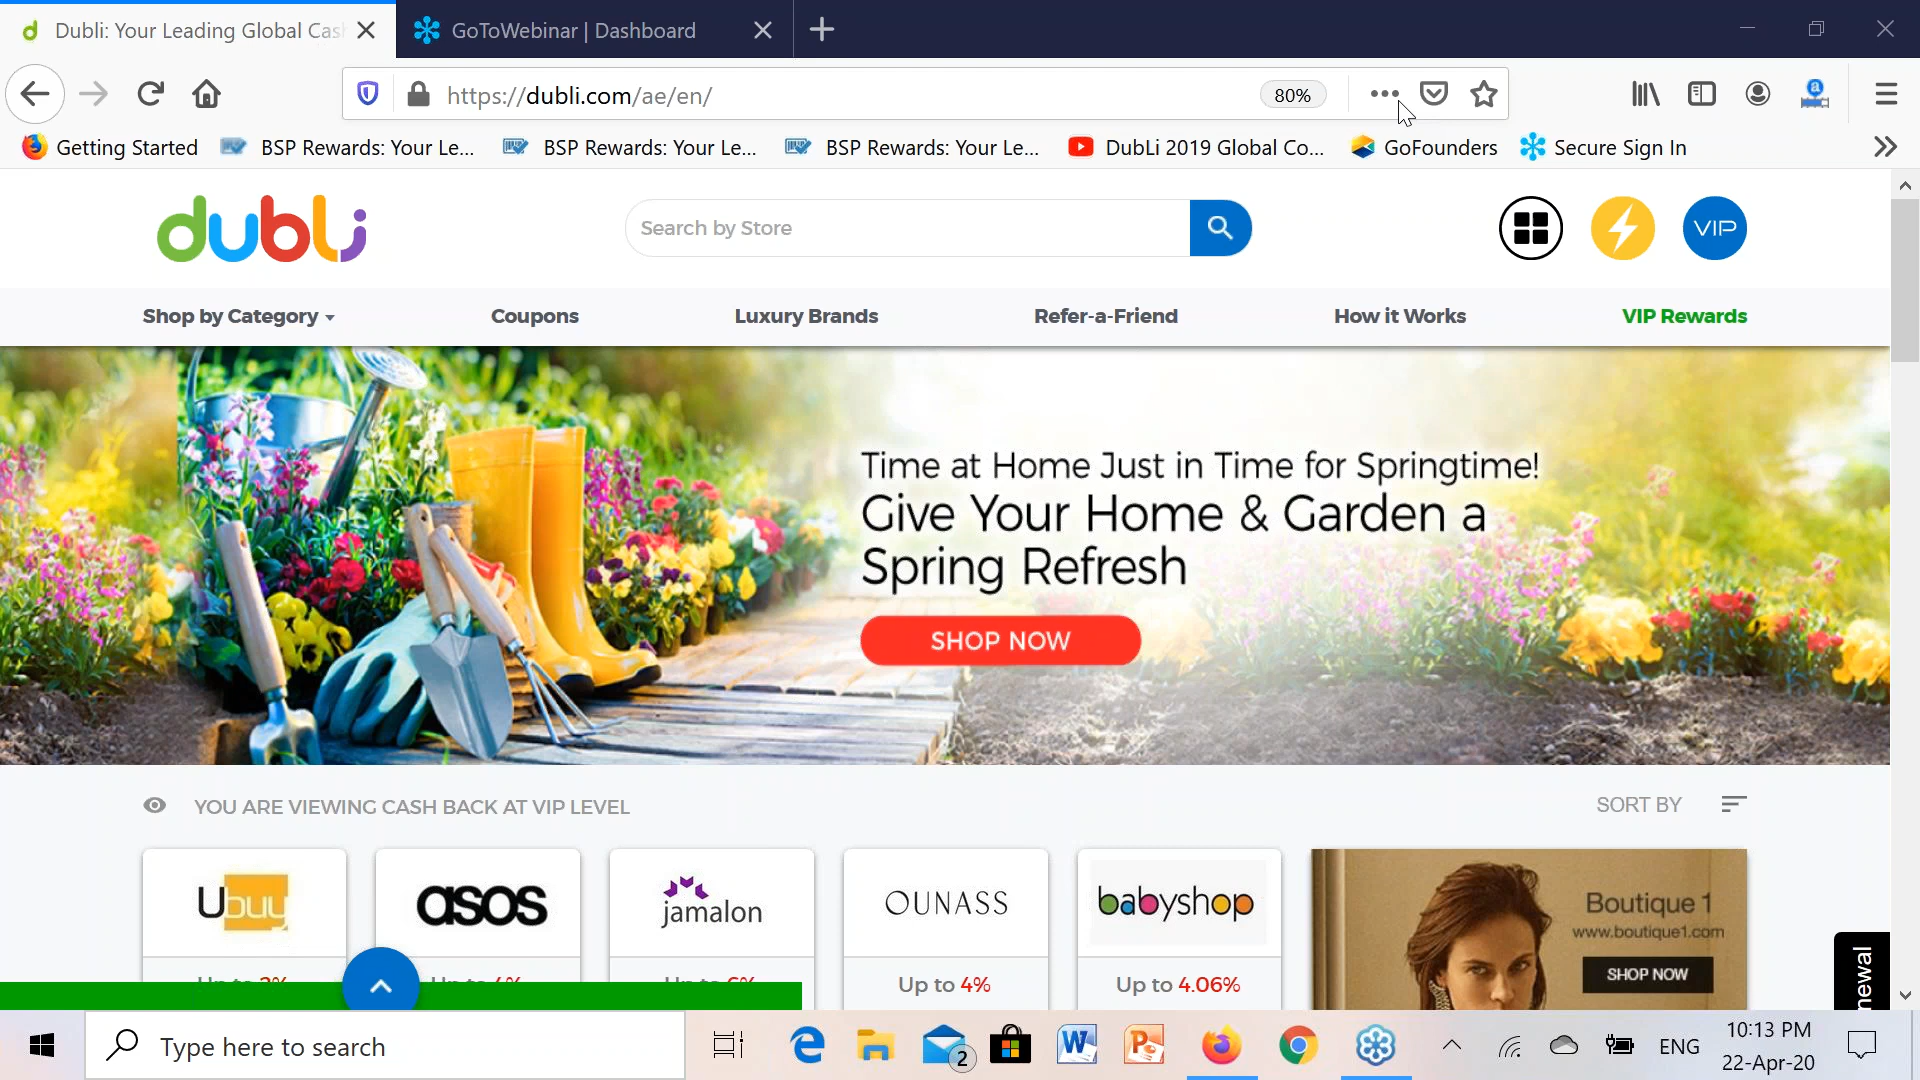 Dubli: Your Leading Global Cas
GoToWebinar | Dashboard
https://dubli.com/ae/en/
80%
Getting Started
BSP Rewards: Your Le...
BSP Rewards: Your Le...
BSP Rewards: Your Le...
DubLi 2019 Global Co...
GoFounders
Secure Sign In
dubli
Search by Store
VIP
Shop by Category
Coupons
Luxury Brands
Refer-a-Friend
How it Works
VIP Rewards
Time at Home Just in Time for Springtime!
Give Your Home & Garden a
Spring Refresh
SHOP NOW
YOU ARE VIEWING CASH BACK AT VIP LEVEL
SORT BY
Ubuy
asos
jamalon
OUNASS
babyshop
Boutique 1
www.boutique1.com
SHOP NOW
newal
Up to 4%
Up to 4.06%
Type here to search
2
ENG
10:13 PM
22-Apr-20